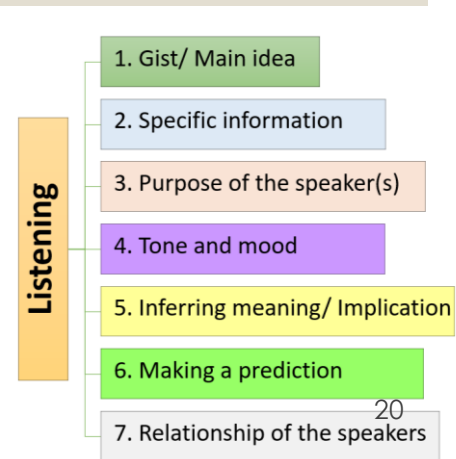 Listening
1. Gist/ Main idea
2. Specific information
3. Purpose of the speaker(s)
4. Tone and mood
5. Inferring meaning/ Implication
6. Making a prediction
20
7. Relationship of the speakers